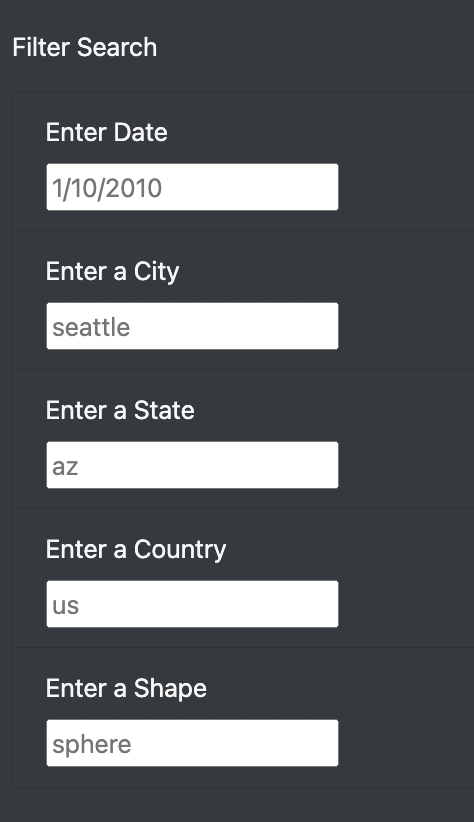 Filter Search
Enter Date
1/10/2010
Enter a City
seattle
Enter a State
az
Enter a Country
us
Enter a Shape
sphere